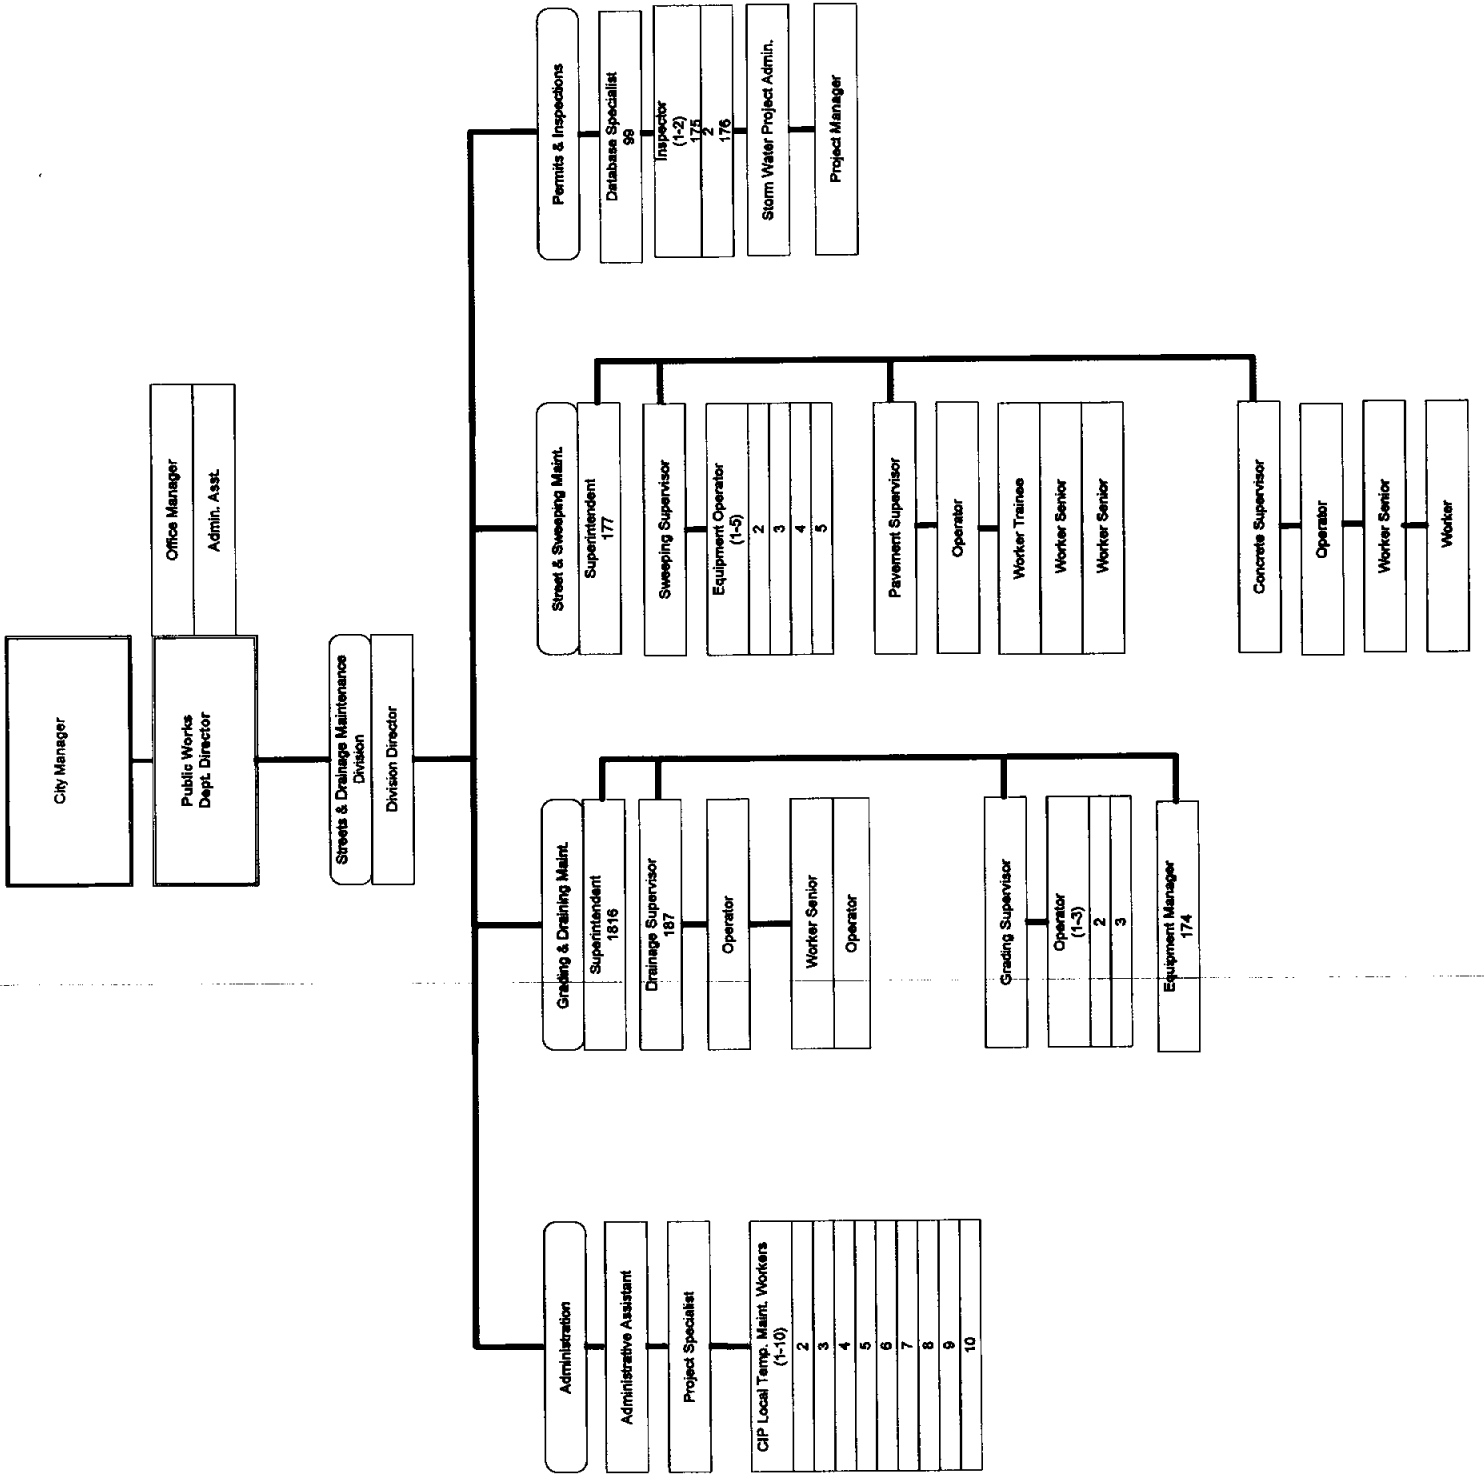 City Manager
Public Works
Dept. Director
Office Manager
Admin. Asst.
Streets & Drainage Maintenance
Division
Division Director
Administration
Administrative Assistant
Project Specialist
CIP Local Temp. Maint. Workers
(1-10)
2
3
4
5
6
7
8
9
10
Grading & Draining Maint.
Superintendent
1816
Drainage Supervisor
187
Operator
Worker Senior
Operator
Grading Supervisor
Operator
(1-3)
2
3
Equipment Manager
174
Street & Sweeping Maint.
Superintendent
177
Sweeping Supervisor
Equipment Operator
(1-5)
2
3
4
5
Pavement Supervisor
Operator
Worker Trainee
Worker Senior
Worker Senior
Concrete Supervisor
Operator
Worker Senior
Worker
Permits & Inspections
Database Specialist
99
Inspector
(1-2)
175
2
176
Storm Water Project Admin.
Project Manager